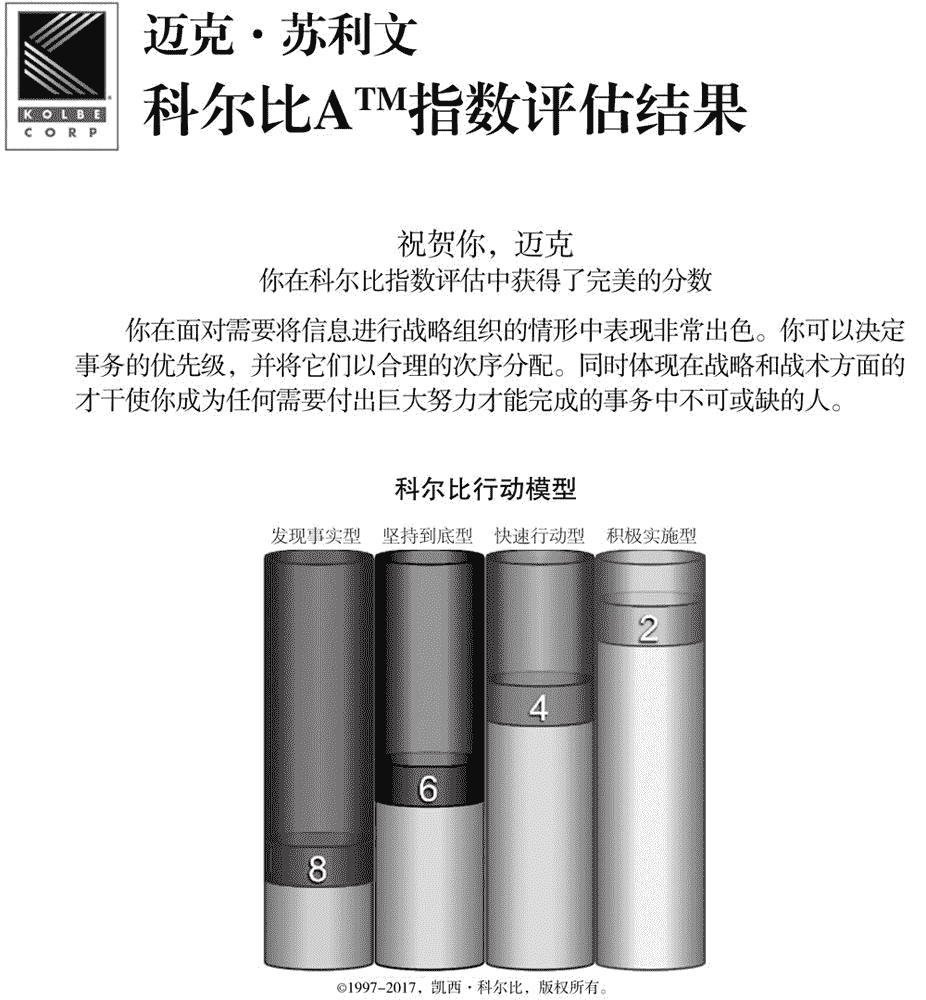 KOLBE
CORP
迈克·苏利文
科尔比A™指数评估结果
祝贺你，迈克
你在科尔比指数评估中获得了完美的分数
你在面对需要将信息进行战略组织的情形中表现非常出色。你可以决定
事务的优先级，并将它们以合理的次序分配。同时体现在战略和战术方面的
才干使你成为任何需要付出巨大努力才能完成的事务中不可或缺的人。
科尔比行动模型
发现事实型 坚持到底型 快速行动型 积极实施型
2
4
6
8
©1997-2017，凯西·科尔比，版权所有。